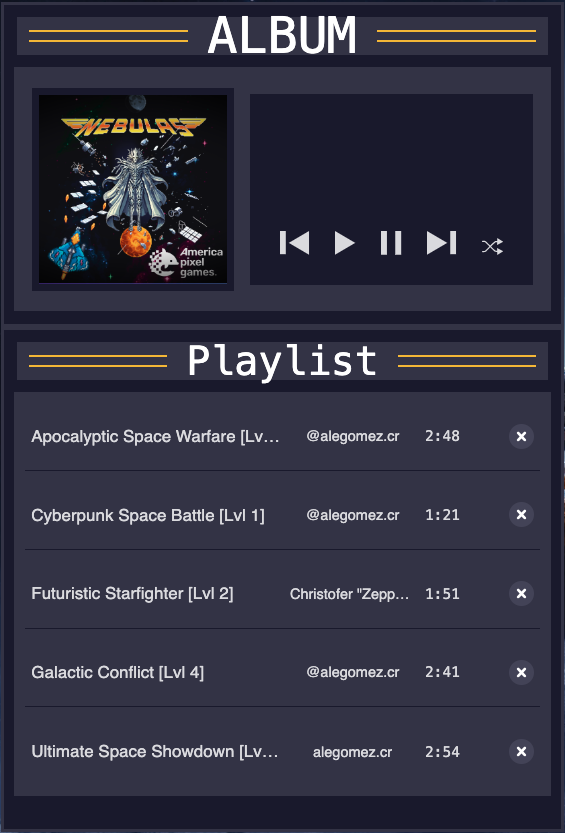 ALBUM
NEBULAS
America
pixel
games.
Playlist
Apocalyptic Space Warfare [Lv… @alegomez.cr 2:48
Cyberpunk Space Battle [Lvl 1] @alegomez.cr 1:21
Futuristic Starfighter [Lvl 2] Christofer "Zepp… 1:51
Galactic Conflict [Lvl 4] @alegomez.cr 2:41
Ultimate Space Showdown [Lv… alegomez.cr 2:54